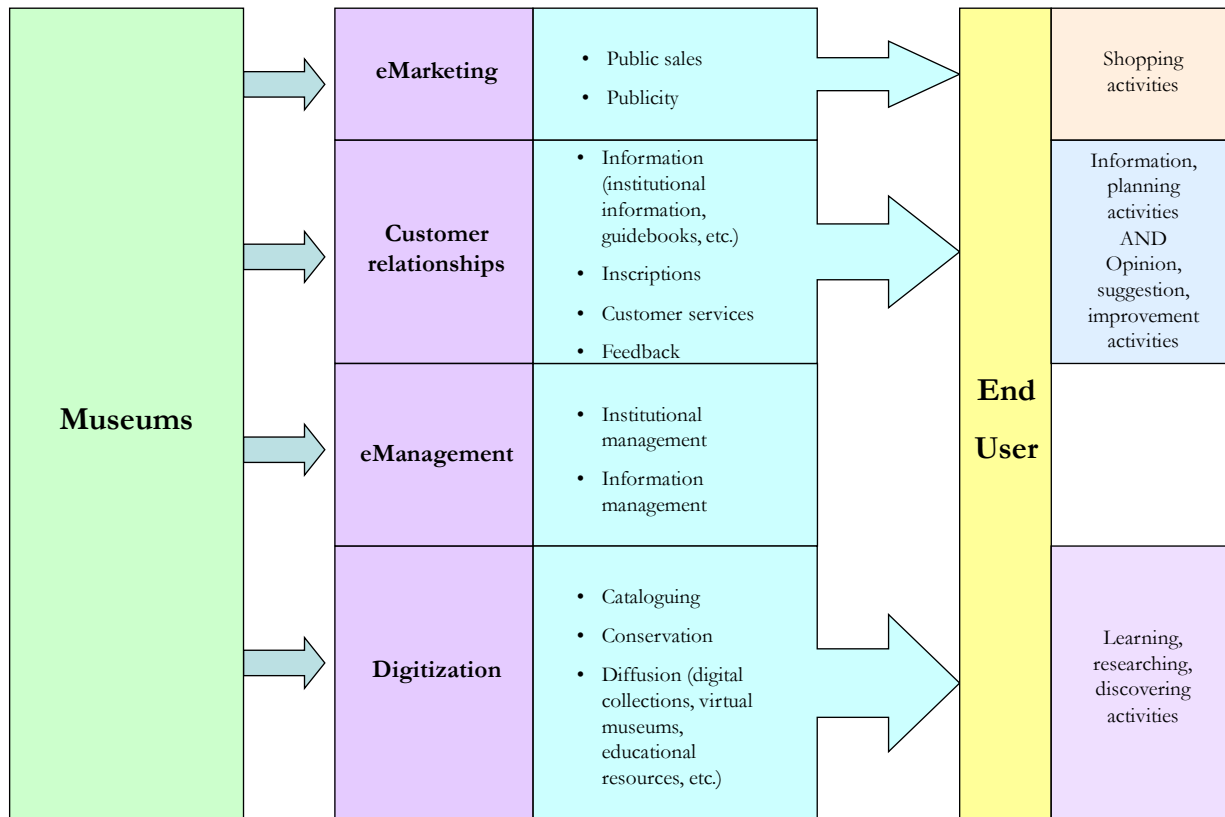 Museums
eMarketing
• Public sales
• Publicity
Shopping
activities
Customer
relationships
• Information
(institutional
information,
guidebooks, etc.)
• Inscriptions
• Customer services
• Feedback
Information,
planning
activities
AND
Opinion,
suggestion,
improvement
activities
eManagement
• Institutional
management
• Information
management
End
User
Digitization
• Cataloguing
• Conservation
• Diffusion (digital
collections, virtual
museums,
educational
resources, etc.)
Learning,
researching,
discovering
activities